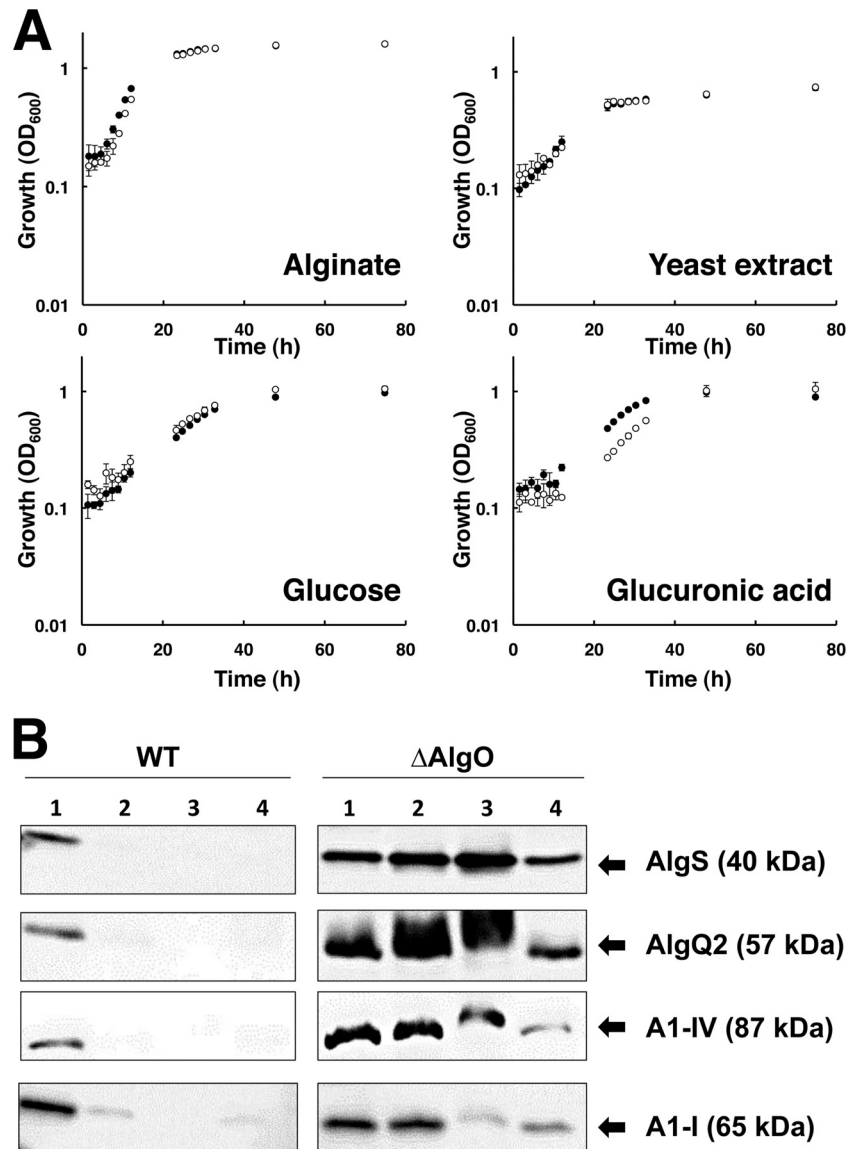 A
Growth (OD600)
1
0.1
0.01
Alginate
0 20 40 60 80
Time (h)
Growth (OD600)
1
0.1
0.01
Yeast extract
0 20 40 60 80
Time (h)
Growth (OD600)
1
0.1
0.01
Glucose
0 20 40 60 80
Time (h)
Growth (OD600)
1
0.1
0.01
Glucuronic acid
0 20 40 60 80
Time (h)
B
WT ΔAlgO
1 2 3 4 1 2 3 4
AlgS (40 kDa)
AlgQ2 (57 kDa)
A1-IV (87 kDa)
A1-I (65 kDa)